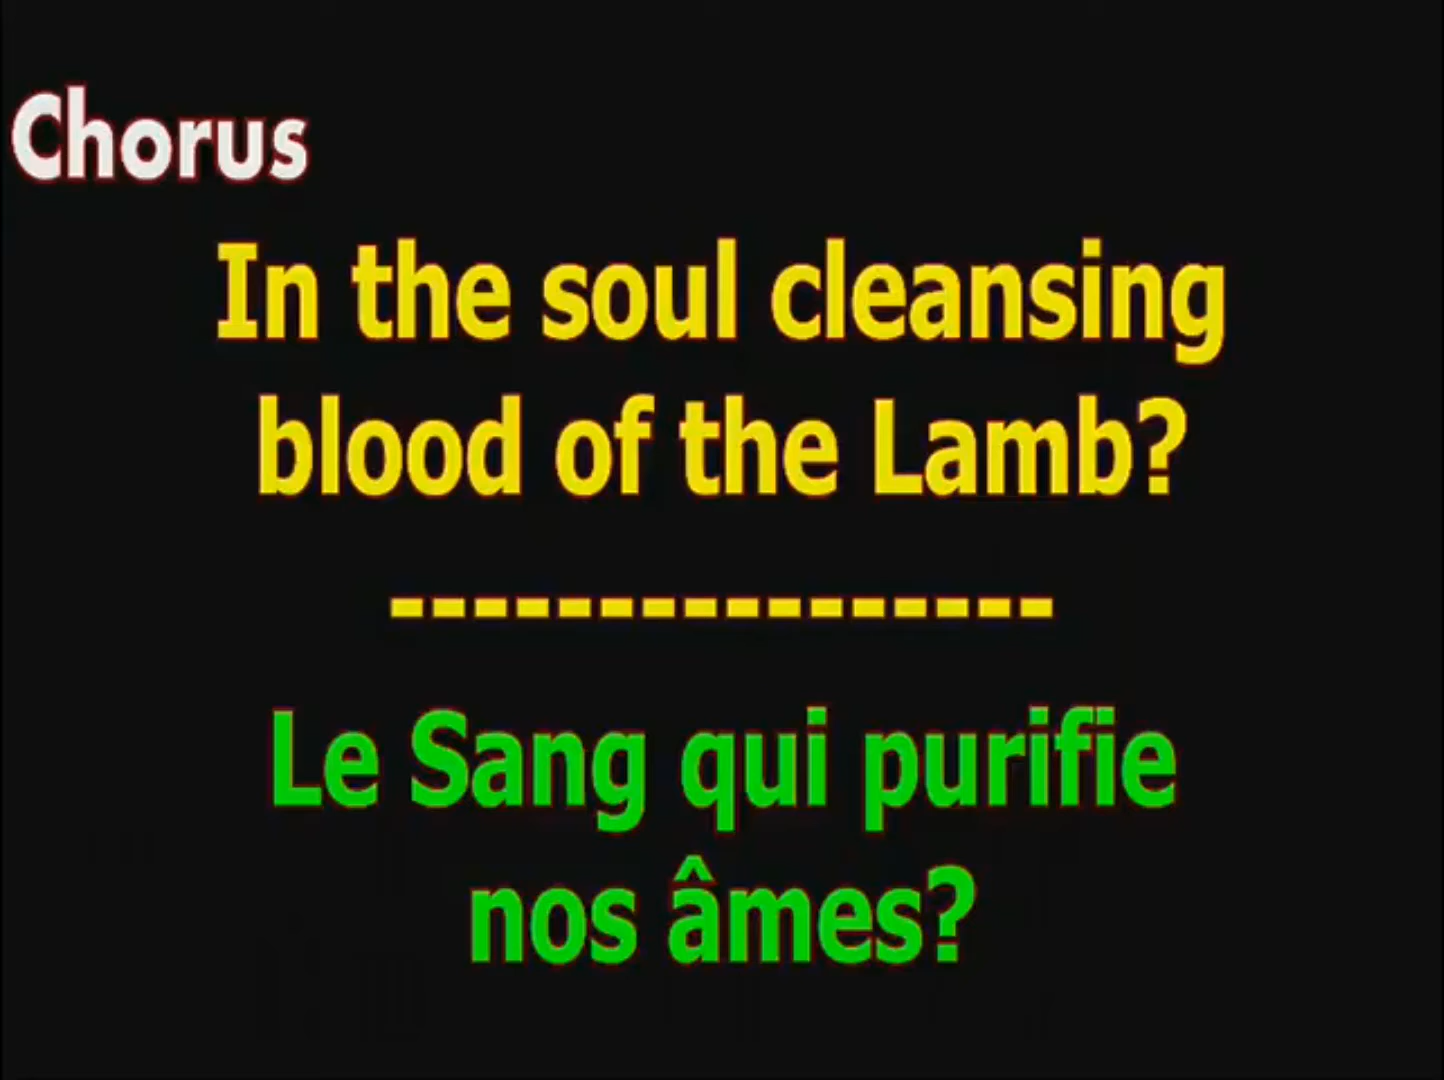 Chorus
In the soul cleansing
blood of the Lamb?
----------------
Le Sang qui purifie
nos âmes?